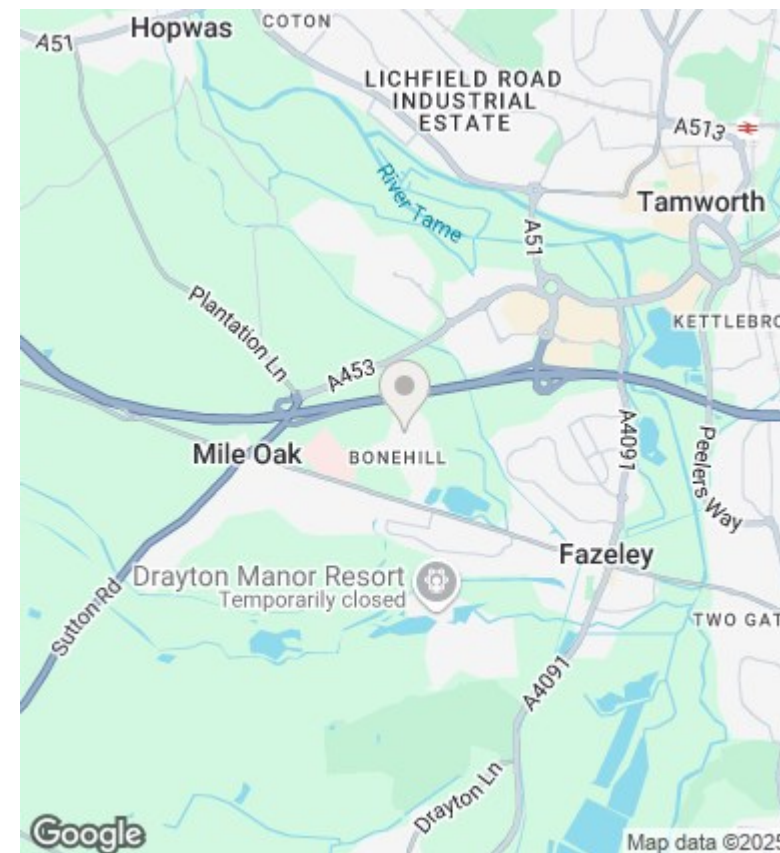 Hopwas
COTON
A51
LICHFIELD ROAD
INDUSTRIAL
ESTATE
A513
River Tame
Tamworth
A51
Plantation Ln
KETTLEBRO
A453
Mile Oak
BONEHILL
A4091
Peelers Way
Fazeley
Drayton Manor Resort
Temporarily closed
Sutton Rd
TWO GAT
A4091
Drayton Ln
Google
Map data ©2025